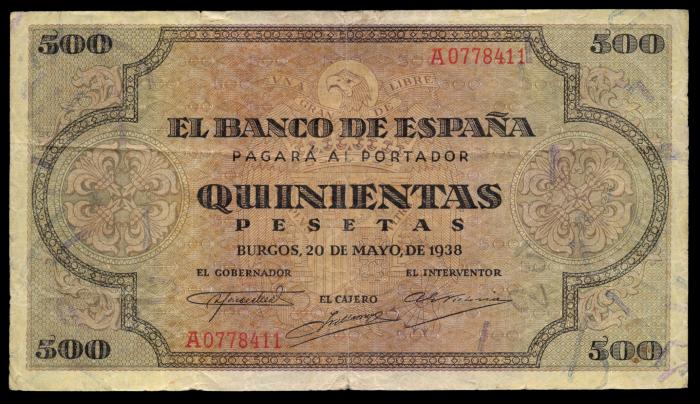 500 500
A0778411
UNA LIBRE
GRANDE
EL BANCO DE ESPAÑA
PAGARÁ AL PORTADOR
QUINIENTAS
PESETAS
BURGOS, 20 DE MAYO, DE 1938
EL GOBERNADOR EL INTERVENTOR
EL CAJERO
A0778411
500 500